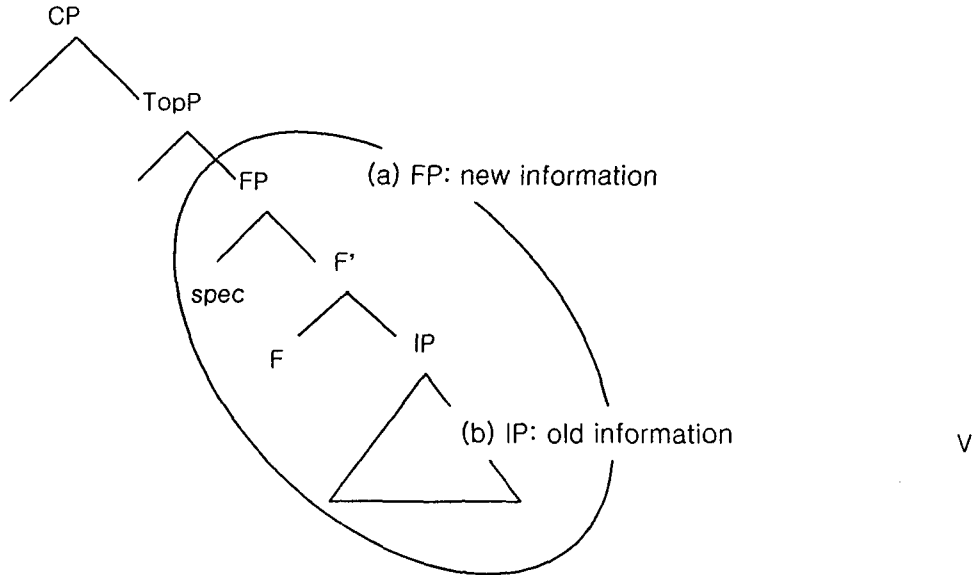 CP
TopP
(a) FP: new information
FP
F'
spec
IP
F
(b) IP: old information
V